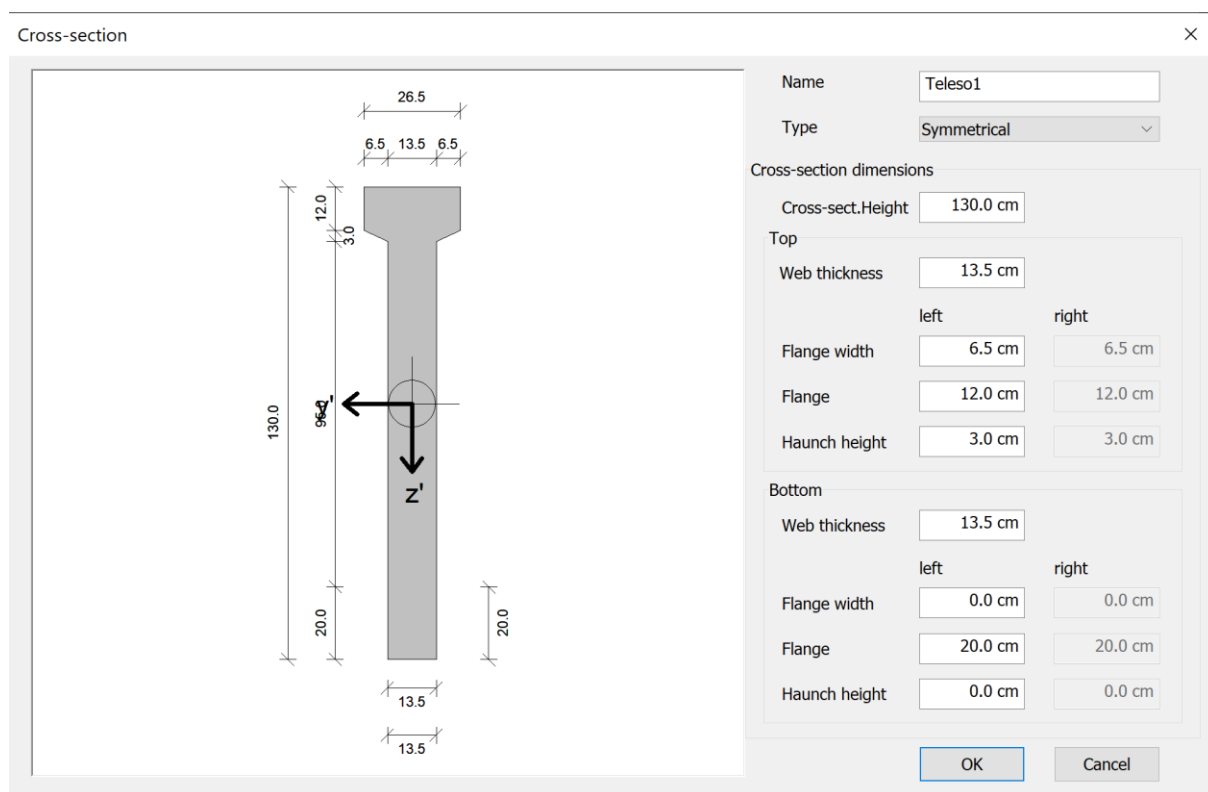 Cross-section
26.5
6.5 13.5 6.5
12.0
3.0
130.0
z'
20.0
20.0
13.5
13.5
Name Teleso1
Type Symmetrical
Cross-section dimensions
Cross-sect.Height 130.0 cm
Top
Web thickness 13.5 cm
left right
Flange width 6.5 cm 6.5 cm
Flange 12.0 cm 12.0 cm
Haunch height 3.0 cm 3.0 cm
Bottom
Web thickness 13.5 cm
left right
Flange width 0.0 cm 0.0 cm
Flange 20.0 cm 20.0 cm
Haunch height 0.0 cm 0.0 cm
OK Cancel